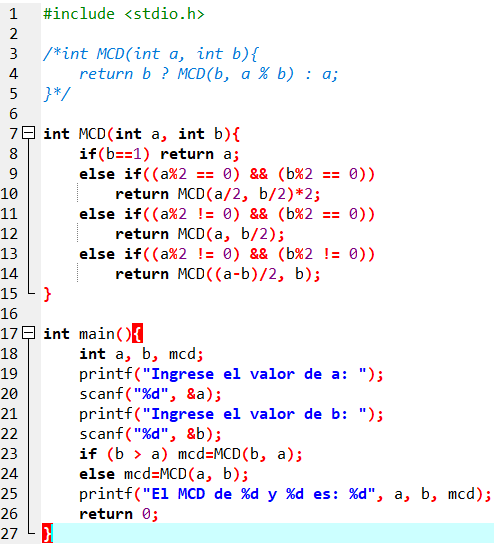 1 #include <stdio.h>
2
3 /*int MCD(int a, int b){
4     return b ? MCD(b, a % b) : a;
5 }*/
6
7 int MCD(int a, int b){
8     if(b==1) return a;
9     else if((a%2 == 0) && (b%2 == 0))
10         return MCD(a/2, b/2)*2;
11     else if((a%2 != 0) && (b%2 == 0))
12         return MCD(a, b/2);
13     else if((a%2 != 0) && (b%2 != 0))
14         return MCD((a-b)/2, b);
15 }
16
17 int main(){
18     int a, b, mcd;
19     printf("Ingrese el valor de a: ");
20     scanf("%d", &a);
21     printf("Ingrese el valor de b: ");
22     scanf("%d", &b);
23     if (b > a) mcd=MCD(b, a);
24     else mcd=MCD(a, b);
25     printf("El MCD de %d y %d es: %d", a, b, mcd);
26     return 0;
27 }